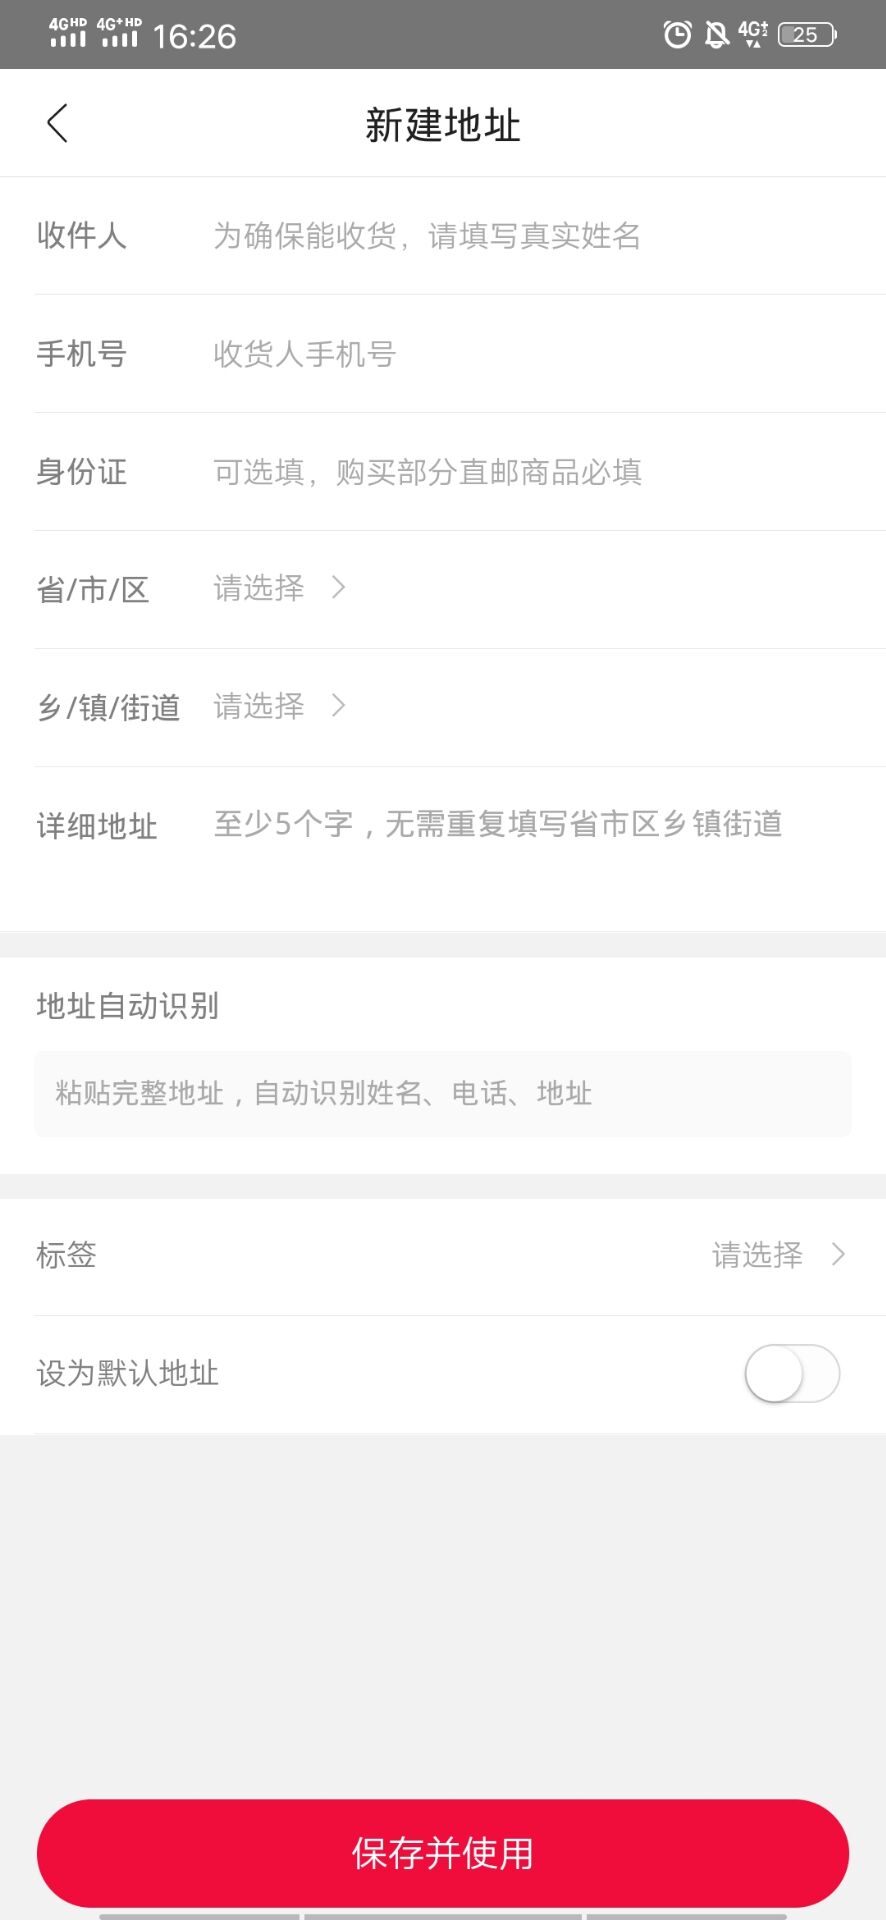 4G HD 4G+ HD 16:26 4G 25
新建地址
收件人 为确保能收货，请填写真实姓名
手机号 收货人手机号
身份证 可选填，购买部分直邮商品必填
省/市/区 请选择
乡/镇/街道 请选择
详细地址 至少5个字，无需重复填写省市区乡镇街道
地址自动识别
粘贴完整地址，自动识别姓名、电话、地址
标签 请选择
设为默认地址
保存并使用